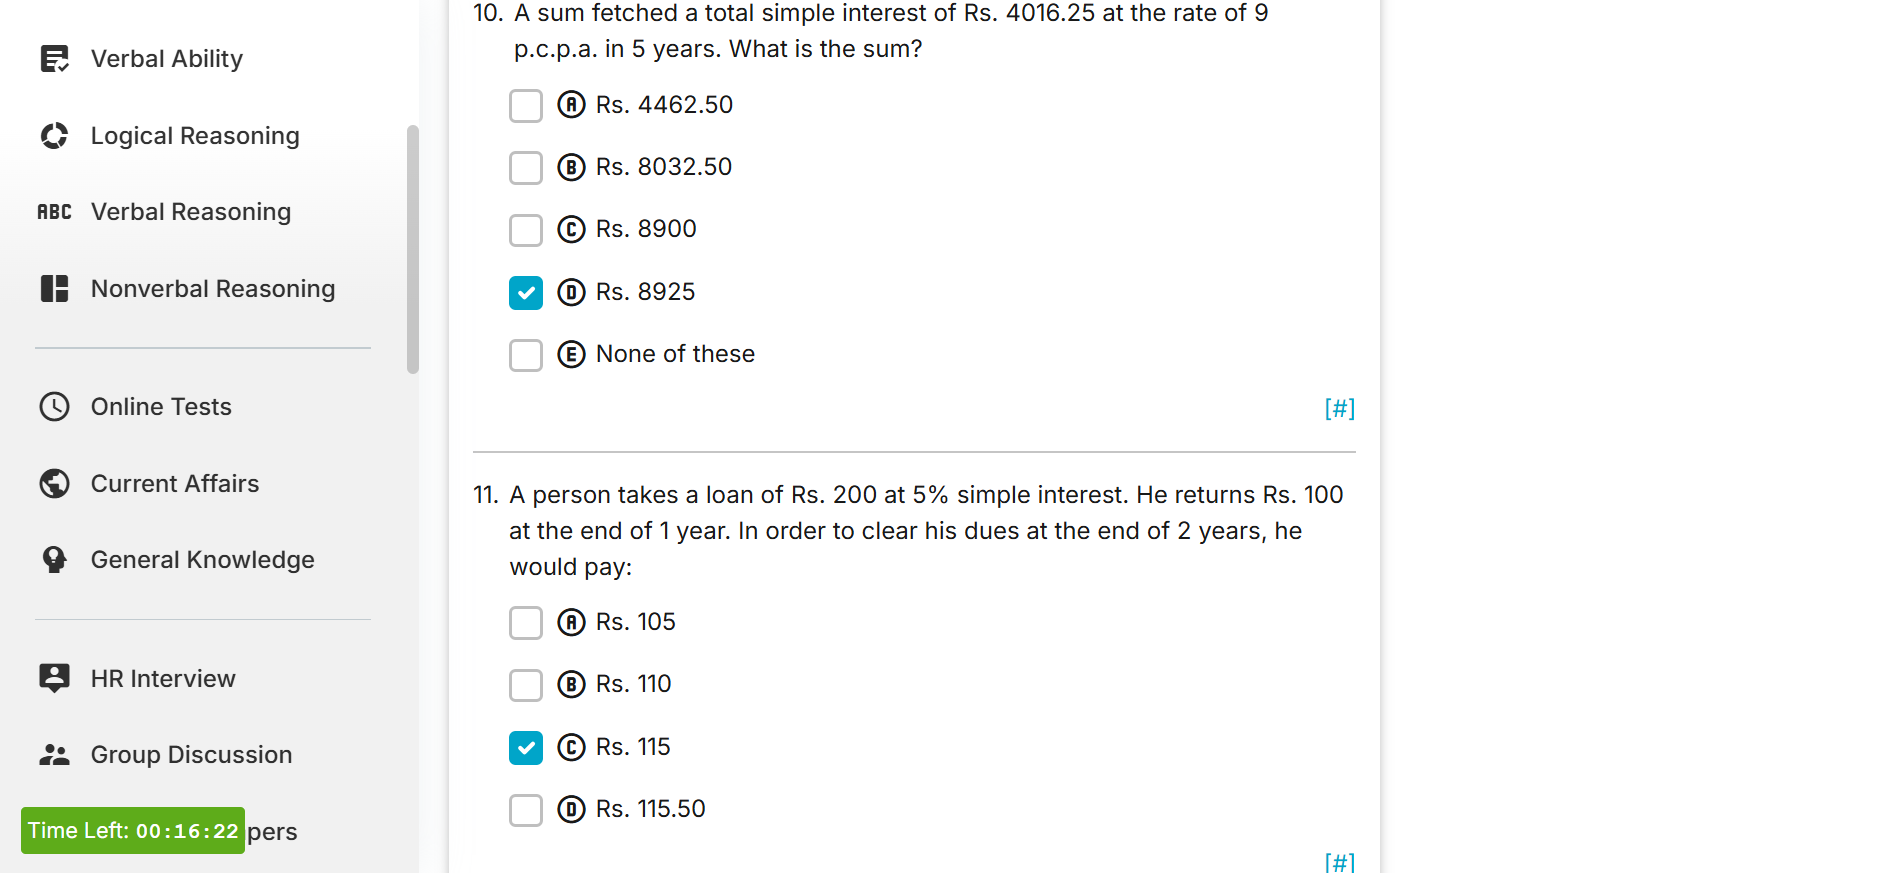 Verbal Ability
Logical Reasoning
ABC Verbal Reasoning
Nonverbal Reasoning
Online Tests
Current Affairs
General Knowledge
HR Interview
Group Discussion
Time Left: 00:16:22 pers
10. A sum fetched a total simple interest of Rs. 4016.25 at the rate of 9
p.c.p.a. in 5 years. What is the sum?
A Rs. 4462.50
B Rs. 8032.50
C Rs. 8900
D Rs. 8925
E None of these
[#]
11. A person takes a loan of Rs. 200 at 5% simple interest. He returns Rs. 100
at the end of 1 year. In order to clear his dues at the end of 2 years, he
would pay:
A Rs. 105
B Rs. 110
C Rs. 115
D Rs. 115.50
[#]